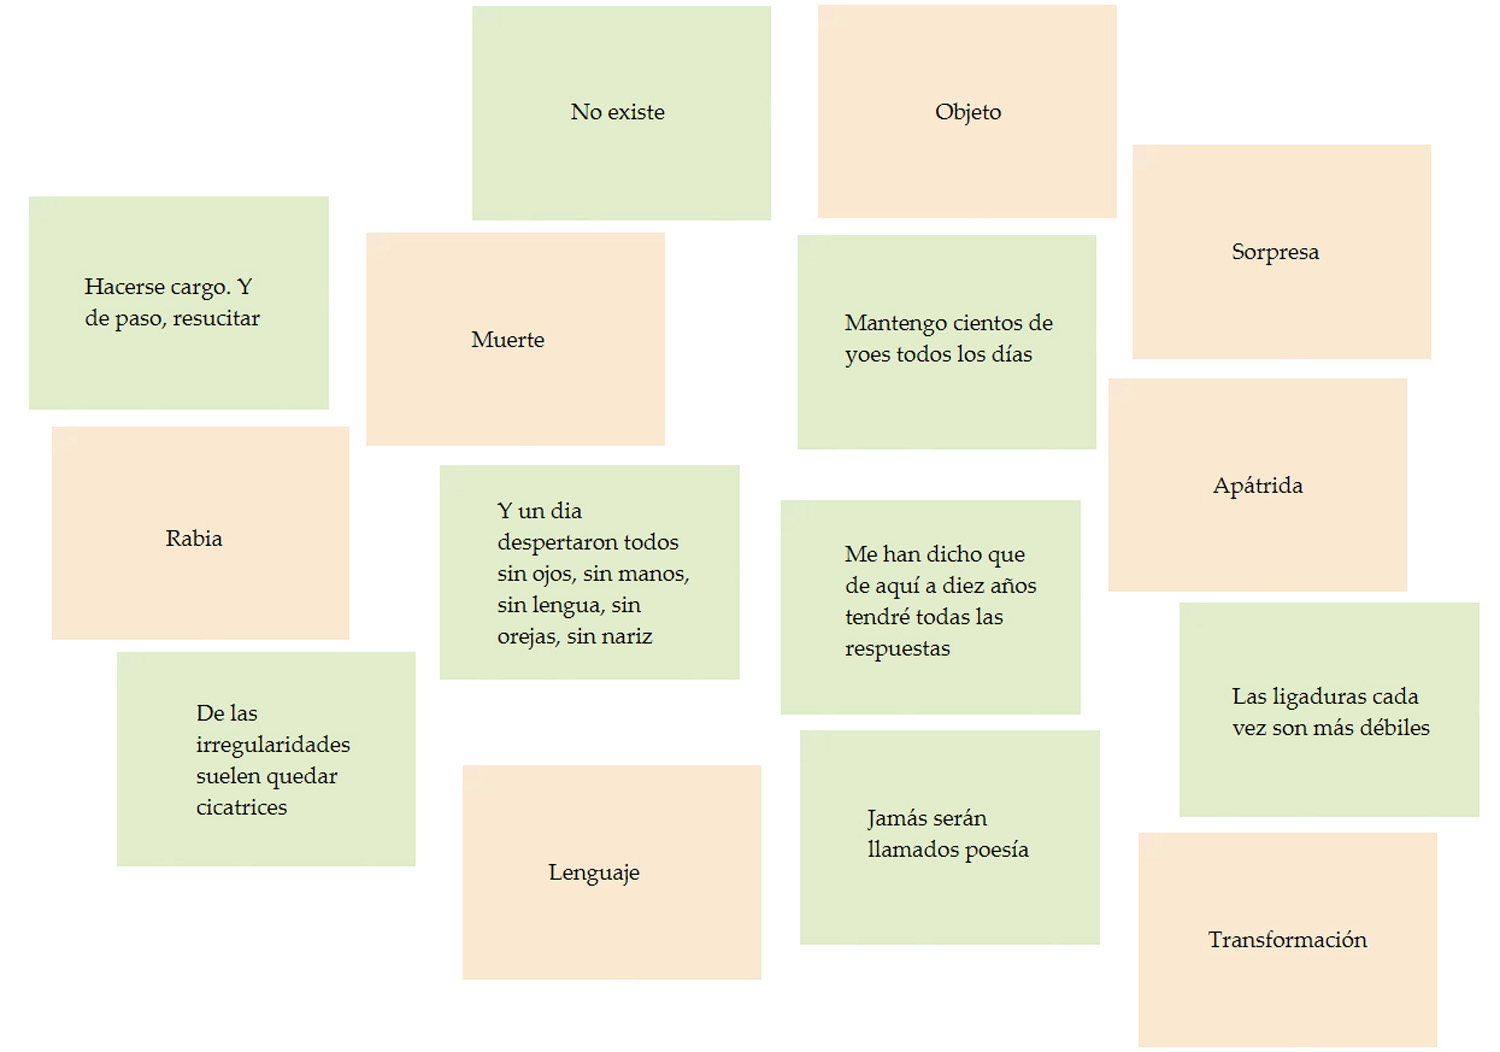 No existe
Objeto
Sorpresa
Hacerse cargo. Y
de paso, resucitar
Muerte
Mantengo cientos de
yoes todos los días
Apátrida
Rabia
Y un dia
despertaron todos
sin ojos, sin manos,
sin lengua, sin
orejas, sin nariz
Me han dicho que
de aquí a diez años
tendré todas las
respuestas
Las ligaduras cada
vez son más débiles
De las
irregularidades
suelen quedar
cicatrices
Jamás serán
llamados poesía
Lenguaje
Transformación